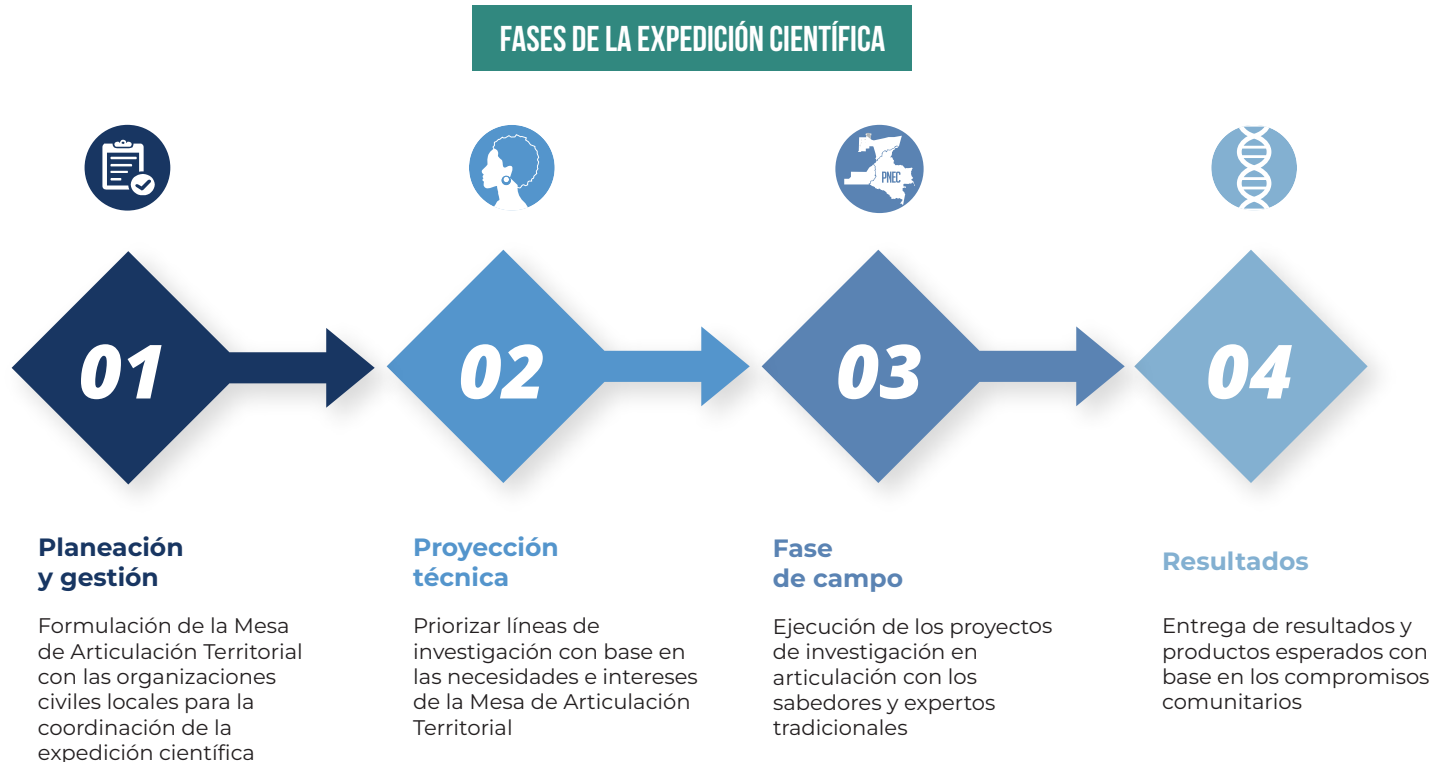 FASES DE LA EXPEDICIÓN CIENTÍFICA
PNEC
01
02
03
04
Planeación
y gestión
Formulación de la Mesa
de Articulación Territorial
con las organizaciones
civiles locales para la
coordinación de la
expedición científica
Proyección
técnica
Priorizar líneas de
investigación con base en
las necesidades e intereses
de la Mesa de Articulación
Territorial
Fase
de campo
Ejecución de los proyectos
de investigación en
articulación con los
sabedores y expertos
tradicionales
Resultados
Entrega de resultados y
productos esperados con
base en los compromisos
comunitarios